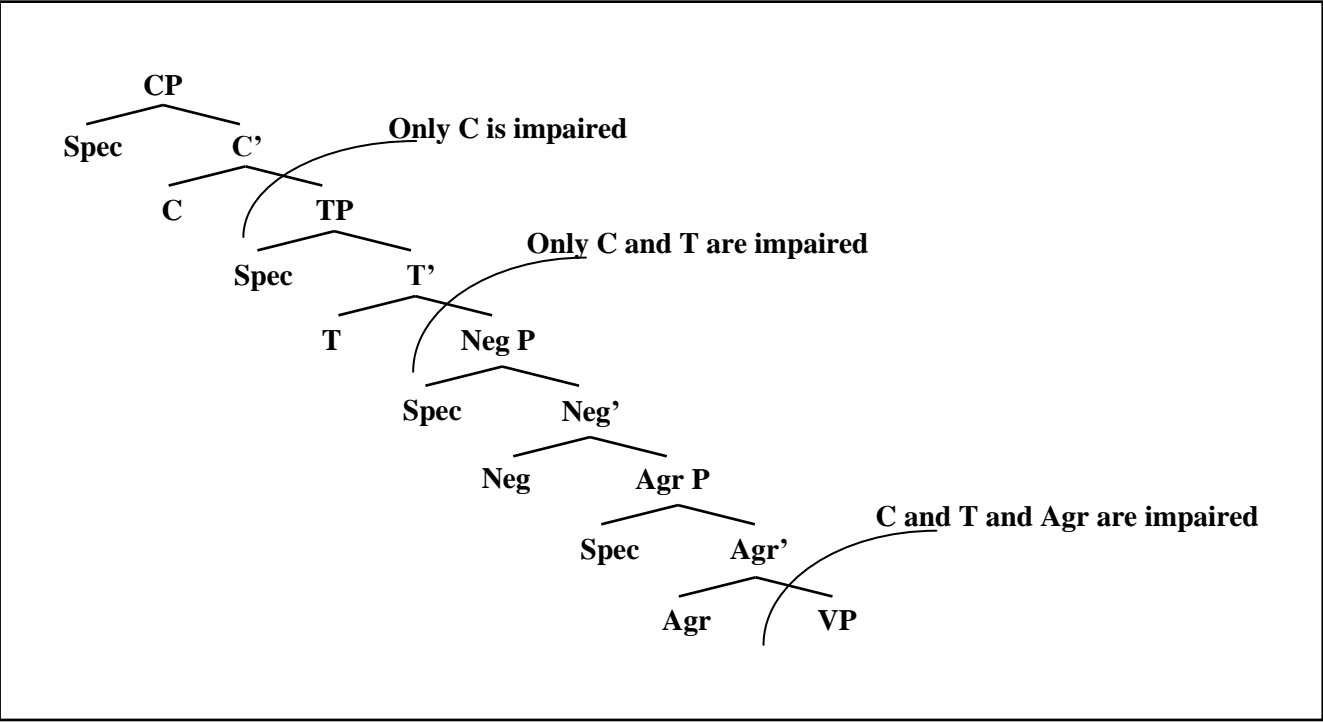 CP
Only C is impaired
Spec C’
C TP
Only C and T are impaired
Spec T’
T Neg P
Spec Neg’
Neg Agr P
C and T and Agr are impaired
Spec Agr’
Agr VP